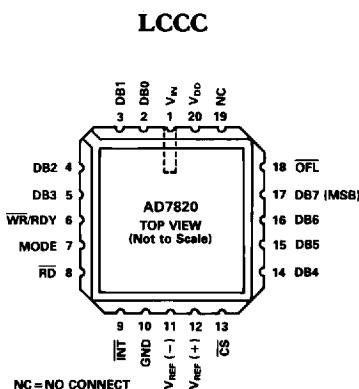 LCCC
DB1
DB0
VIN
VDD
NC
3 2 1 20 19
DB2 4
DB3 5
WR/RDY 6
MODE 7
RD 8
AD7820
TOP VIEW
(Not to Scale)
18 OFL
17 DB7 (MSB)
16 DB6
15 DB5
14 DB4
9 10 11 12 13
INT
GND
VREF (−)
VREF (+)
CS
NC = NO CONNECT